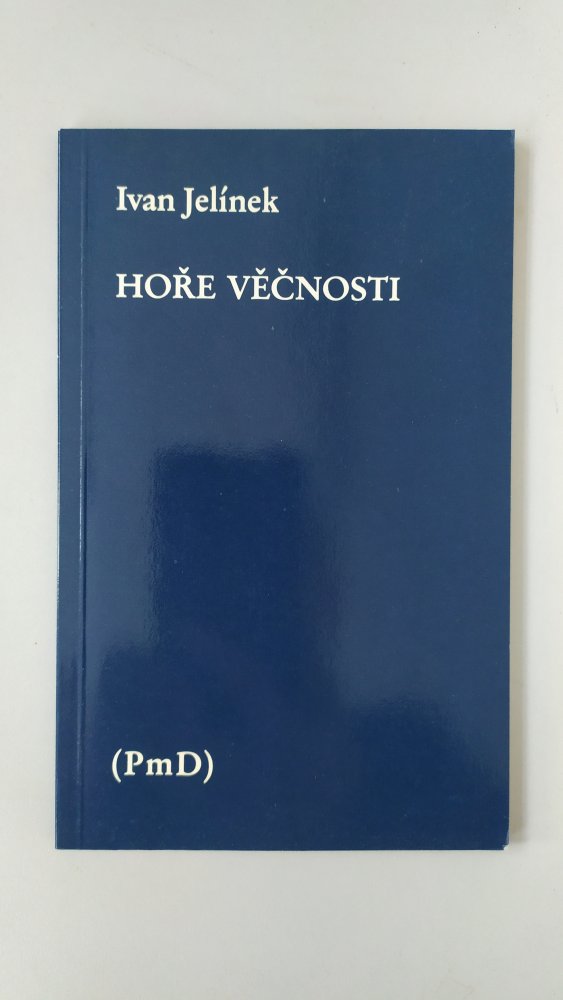 Ivan Jelínek
HOŘE VĚČNOSTI
(PmD)